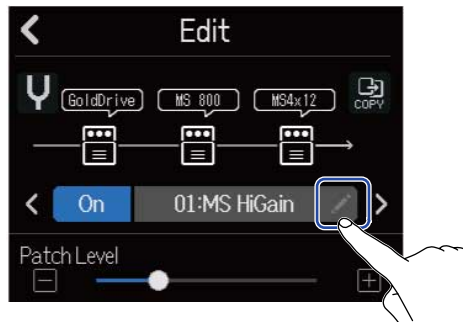 Edit
GoldDrive MS 800 MS4x12 COPY
On 01:MS HiGain
Patch Level